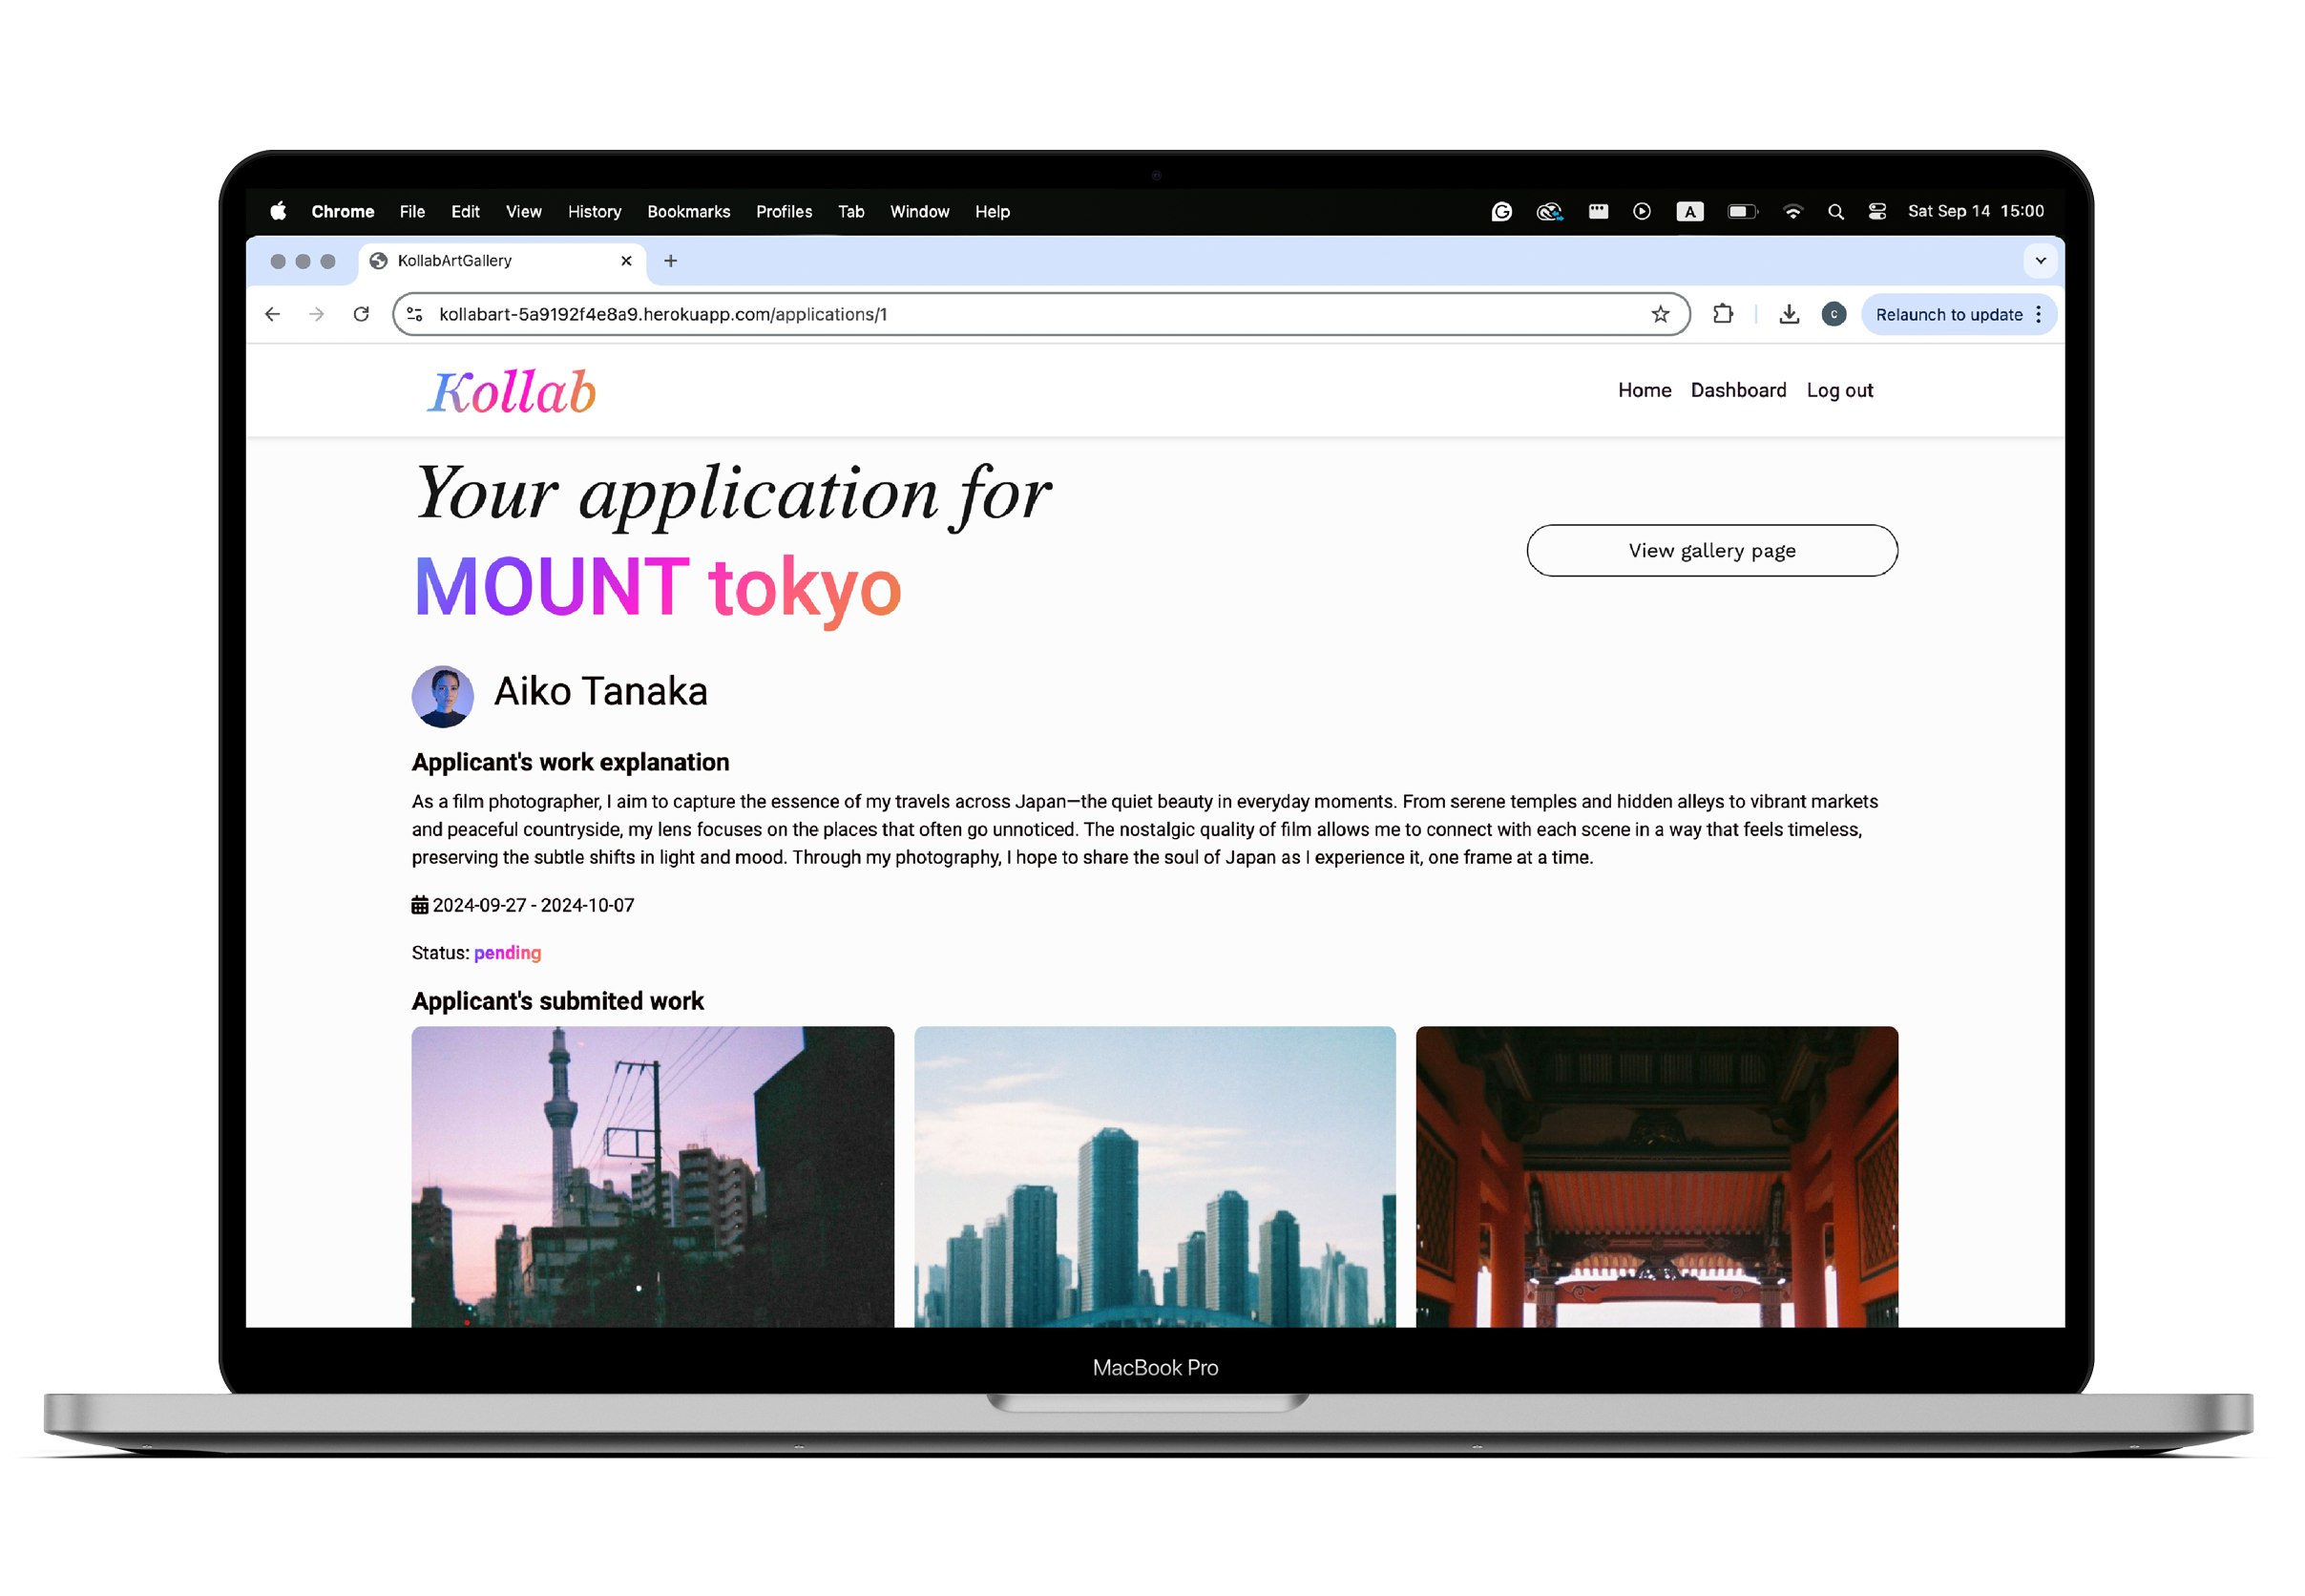 Chrome File Edit View History Bookmarks Profiles Tab Window Help A Sat Sep 14 15:00
KollabArtGallery
kollabart-5a9192f4e8a9.herokuapp.com/applications/1 C Relaunch to update
Kollab Home Dashboard Log out
Your application for
MOUNT tokyo
View gallery page
Aiko Tanaka
Applicant's work explanation
As a film photographer, I aim to capture the essence of my travels across Japan—the quiet beauty in everyday moments. From serene temples and hidden alleys to vibrant markets
and peaceful countryside, my lens focuses on the places that often go unnoticed. The nostalgic quality of film allows me to connect with each scene in a way that feels timeless,
preserving the subtle shifts in light and mood. Through my photography, I hope to share the soul of Japan as I experience it, one frame at a time.
2024-09-27 - 2024-10-07
Status: pending
Applicant's submited work
MacBook Pro